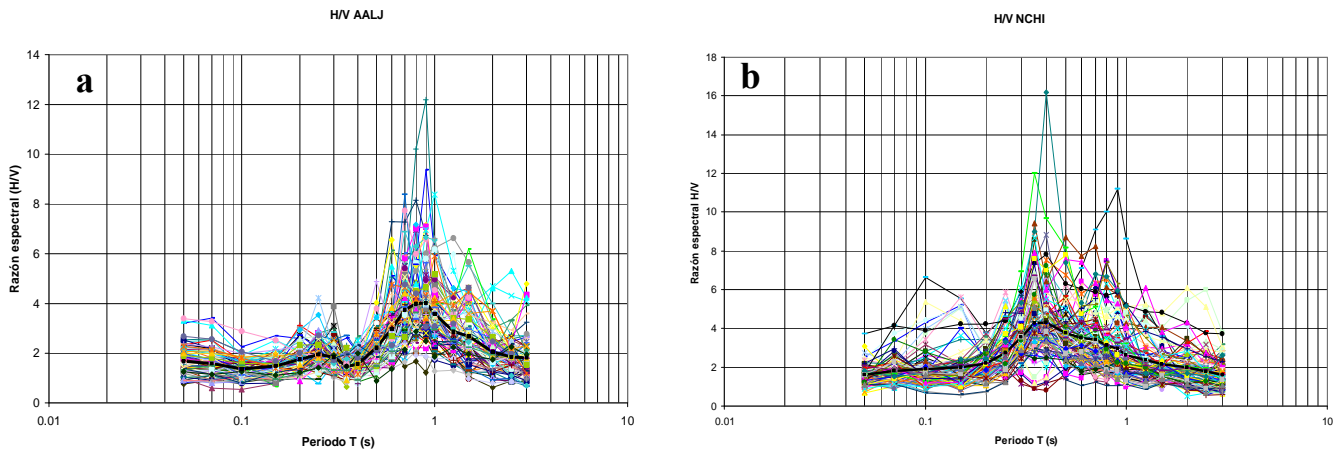 H/V AALJ
a
14
12
10
8
6
4
2
0
0.01 0.1 1 10
Razón espectral (H/V)
Periodo T (s)
H/V NCHI
b
18
16
14
12
10
8
6
4
2
0
0.01 0.1 1 10
Razón espectral H/V
Periodo T (s)